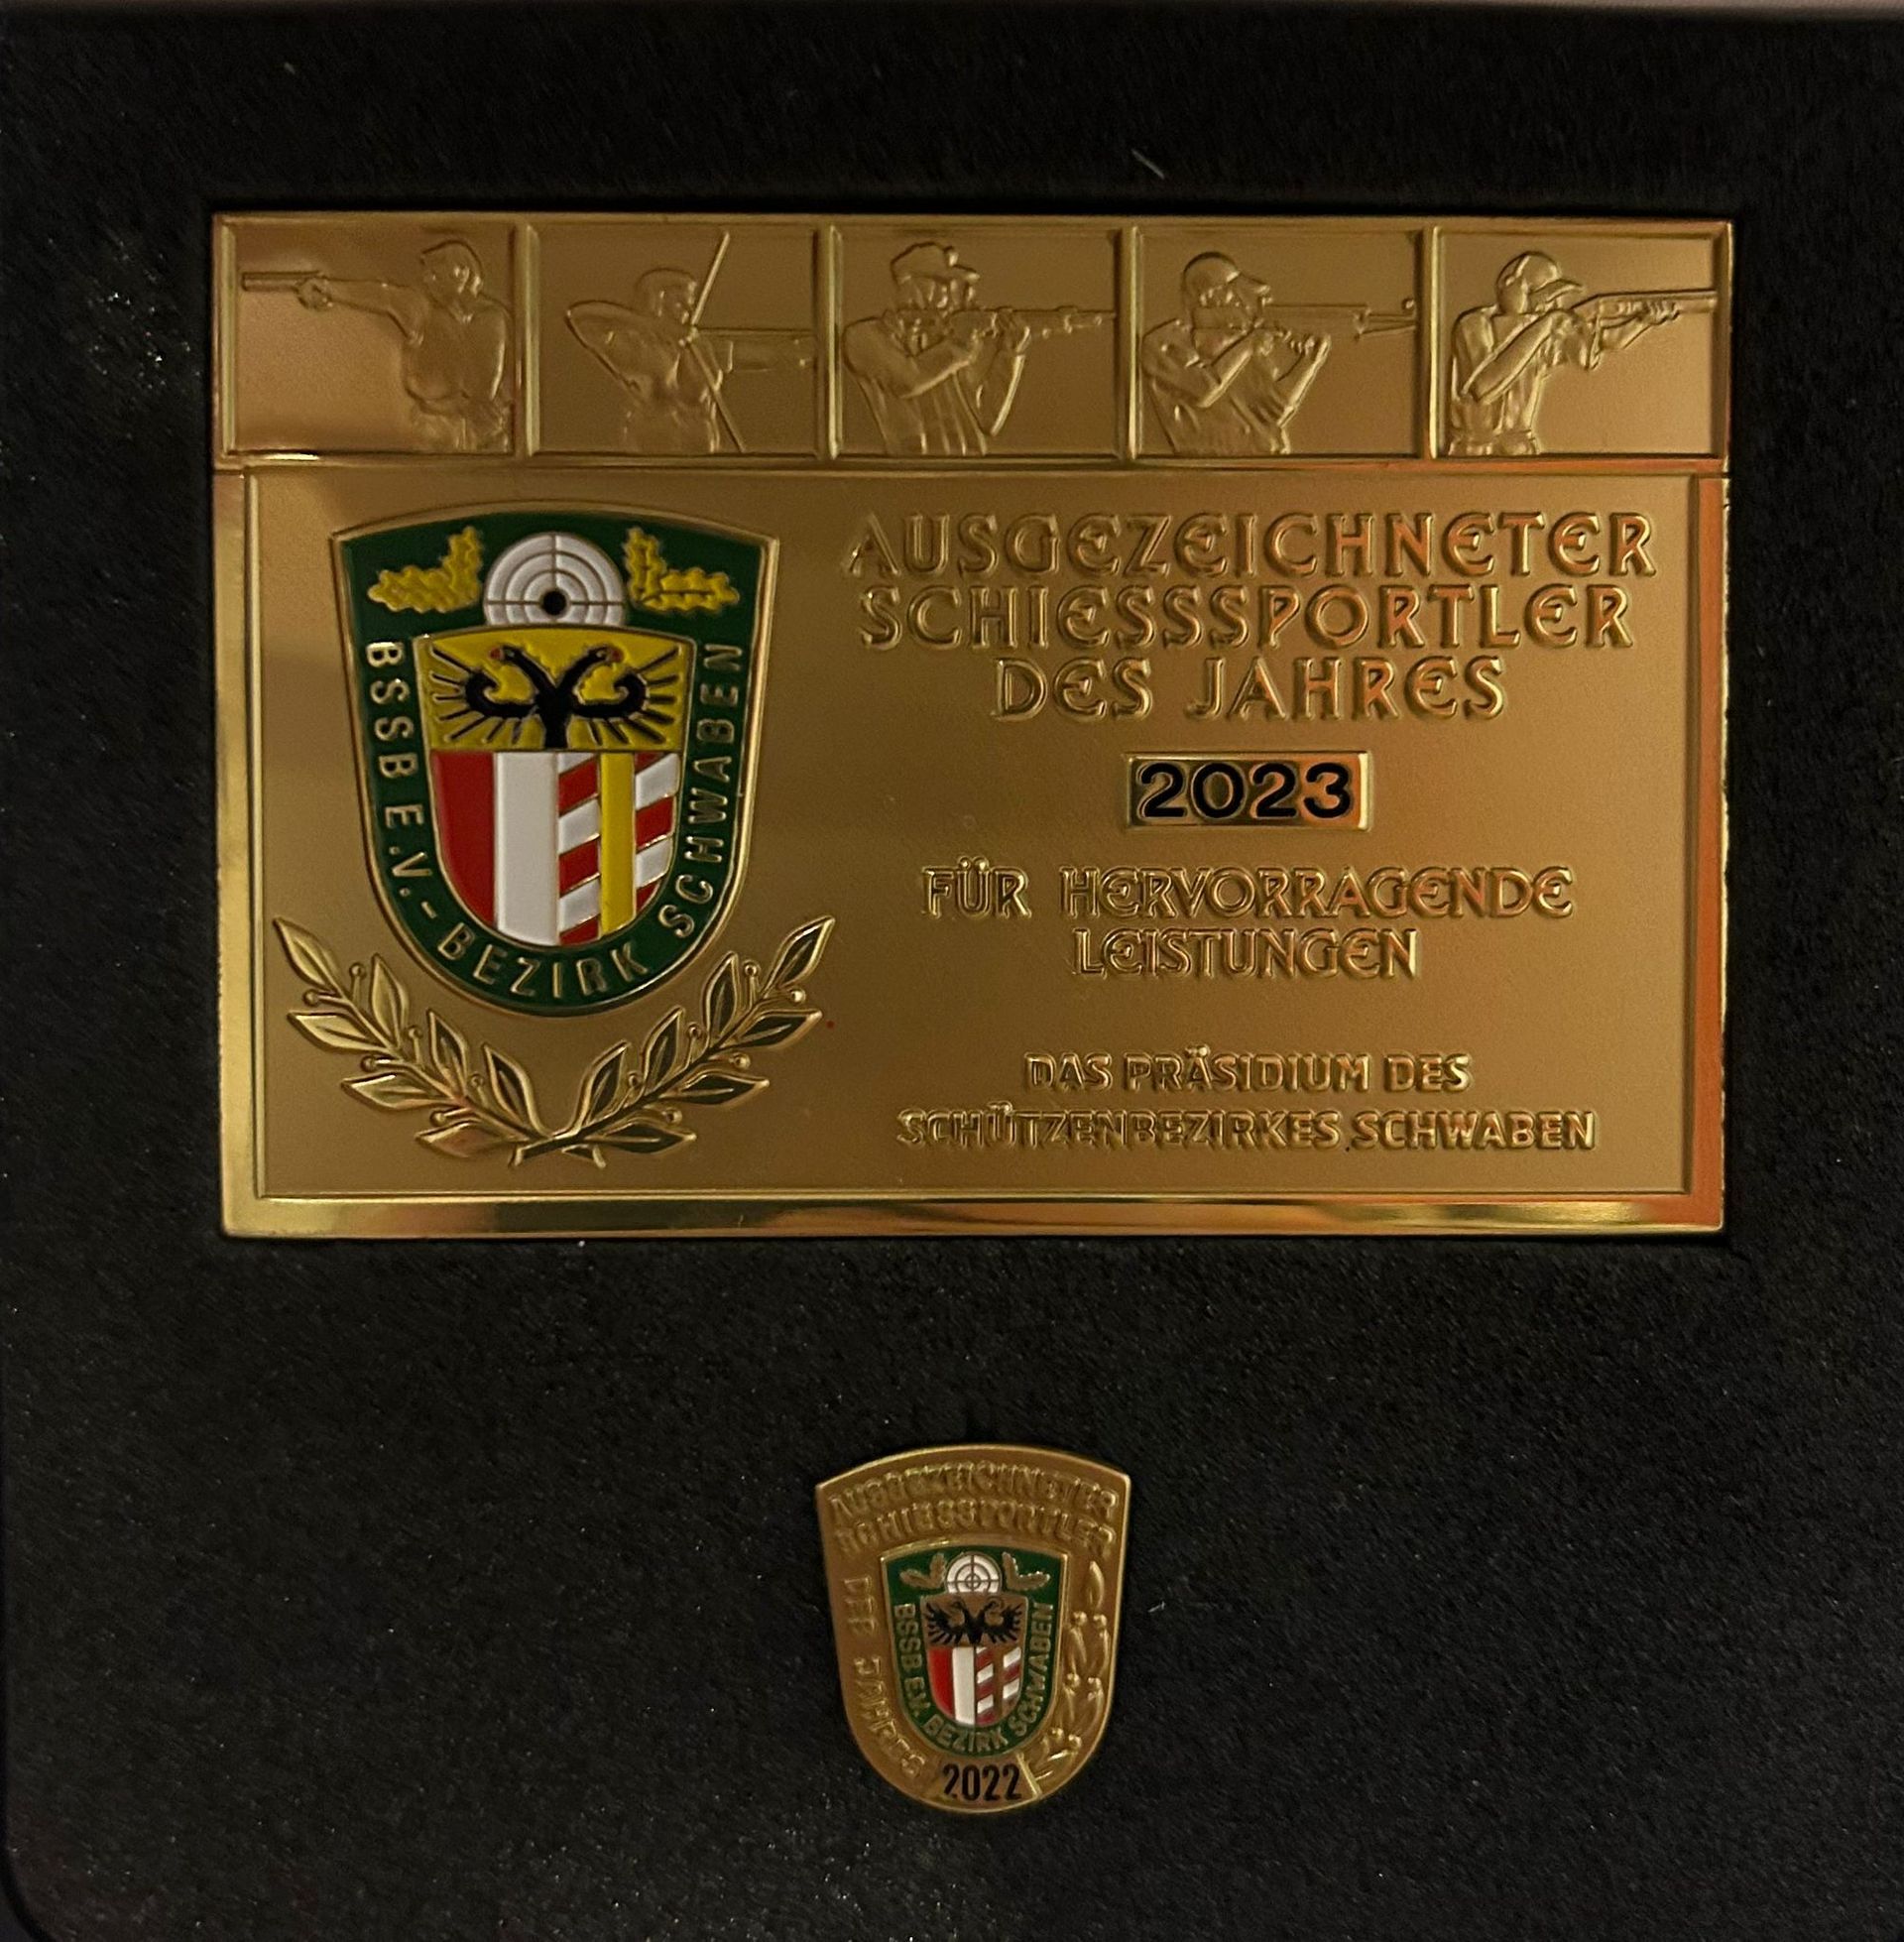 BSSB E.V. - BEZIRK SCHWABEN
AUSGEZEICHNETER
SCHIESSSPORTLER
DES JAHRES
2023
FÜR HERVORRAGENDE
LEISTUNGEN
DAS PRÄSIDIUM DES
SCHÜTZENBEZIRKES SCHWABEN
AUSGEZEICHNETER
SCHIESSSPORTLER
DES JAHRES
BSSB E.V. BEZIRK SCHWABEN
2022